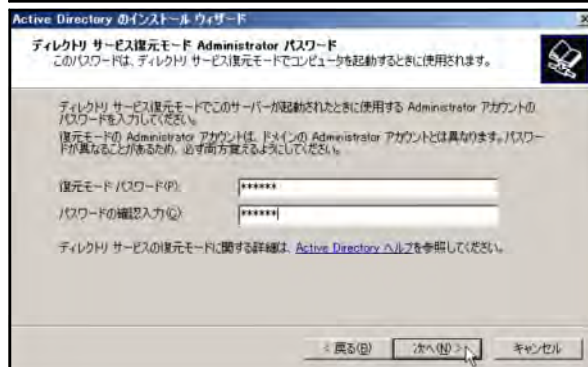 Active Directory のインストール ウィザード
ディレクトリ サービス復元モード Administrator パスワード
このパスワードは、ディレクトリ サービス復元モードでコンピュータを起動するときに使用されます。
ディレクトリ サービス復元モードでこのサーバーが起動されたときに使用する Administrator アカウントの
パスワードを入力してください。
復元モードの Administrator アカウントは、ドメインの Administrator アカウントとは異なります。パスワー
ドが異なることがあるため、必ず両方覚えるようにしてください。
復元モード パスワード(P):
******
パスワードの確認入力(C):
******
ディレクトリ サービスの復元モードに関する詳細は、Active Directory ヘルプを参照してください。
< 戻る(B) 次へ(N) > キャンセル